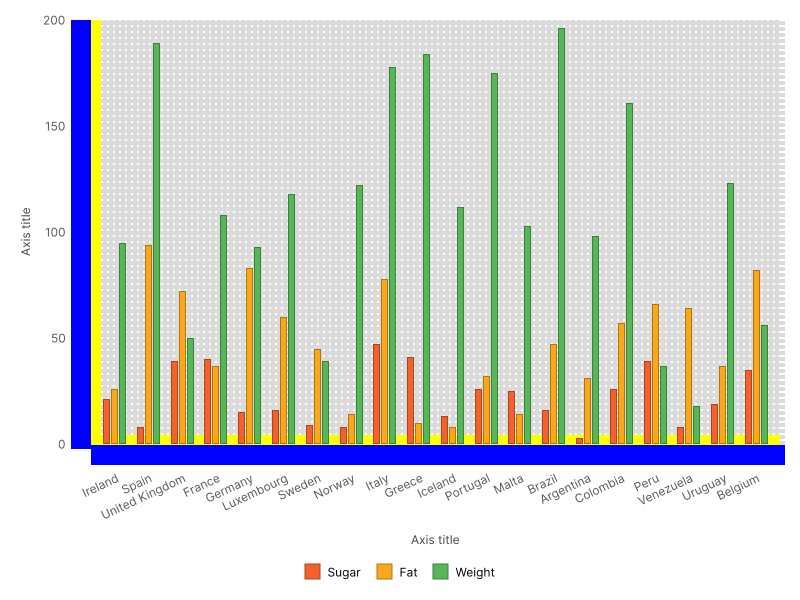 200
150
100
50
0
Axis title
Ireland
Spain
United Kingdom
France
Germany
Luxembourg
Sweden
Norway
Italy
Greece
Iceland
Portugal
Malta
Brazil
Argentina
Colombia
Peru
Venezuela
Uruguay
Belgium
Axis title
Sugar Fat Weight